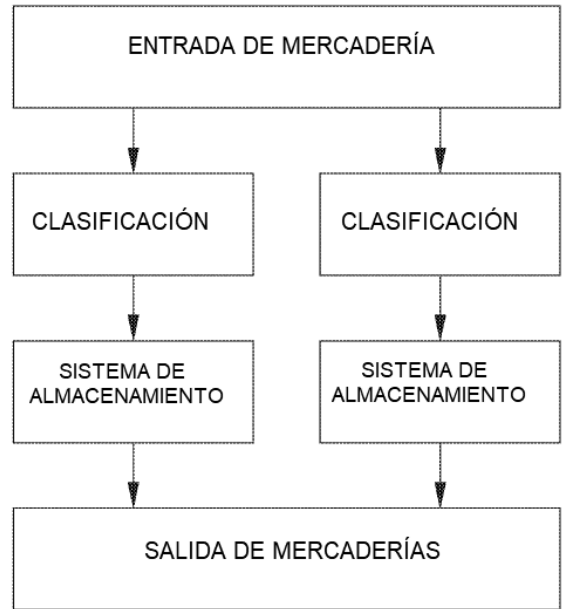 ENTRADA DE MERCADERÍA
CLASIFICACIÓN
CLASIFICACIÓN
SISTEMA DE
ALMACENAMIENTO
SISTEMA DE
ALMACENAMIENTO
SALIDA DE MERCADERÍAS